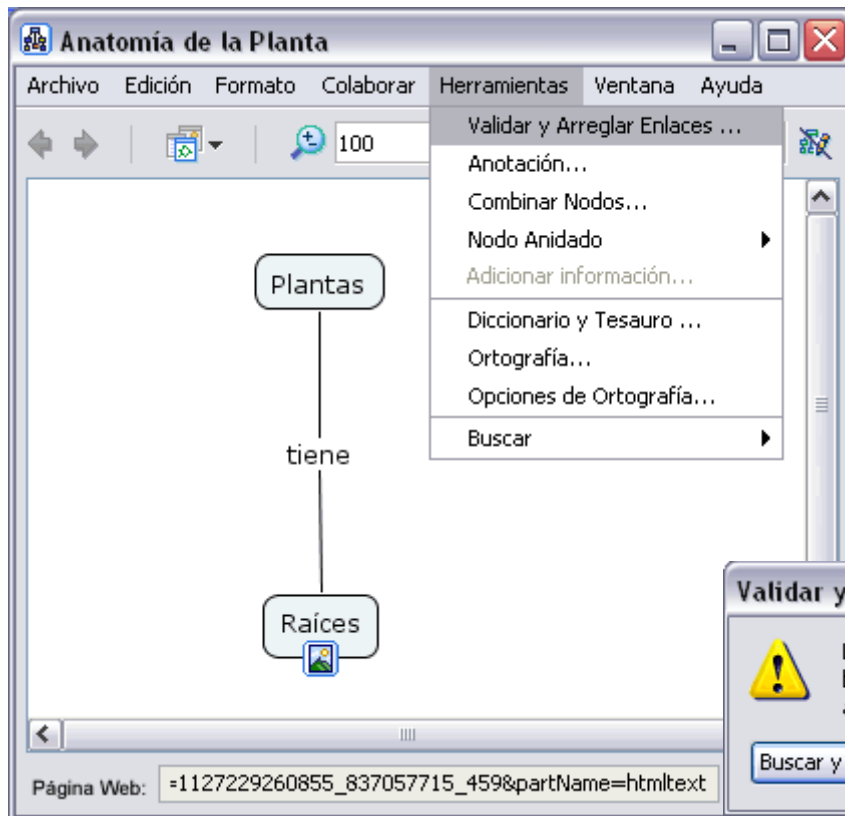 Anatomía de la Planta
Archivo Edición Formato Colaborar Herramientas Ventana Ayuda
100
Validar y Arreglar Enlaces ...
Anotación...
Combinar Nodos...
Nodo Anidado
Adicionar información...
Diccionario y Tesauro ...
Ortografía...
Opciones de Ortografía...
Buscar
Plantas
tiene
Raíces
Validar y
Buscar y
Página Web: =1127229260855_837057715_459&partName=htmltext